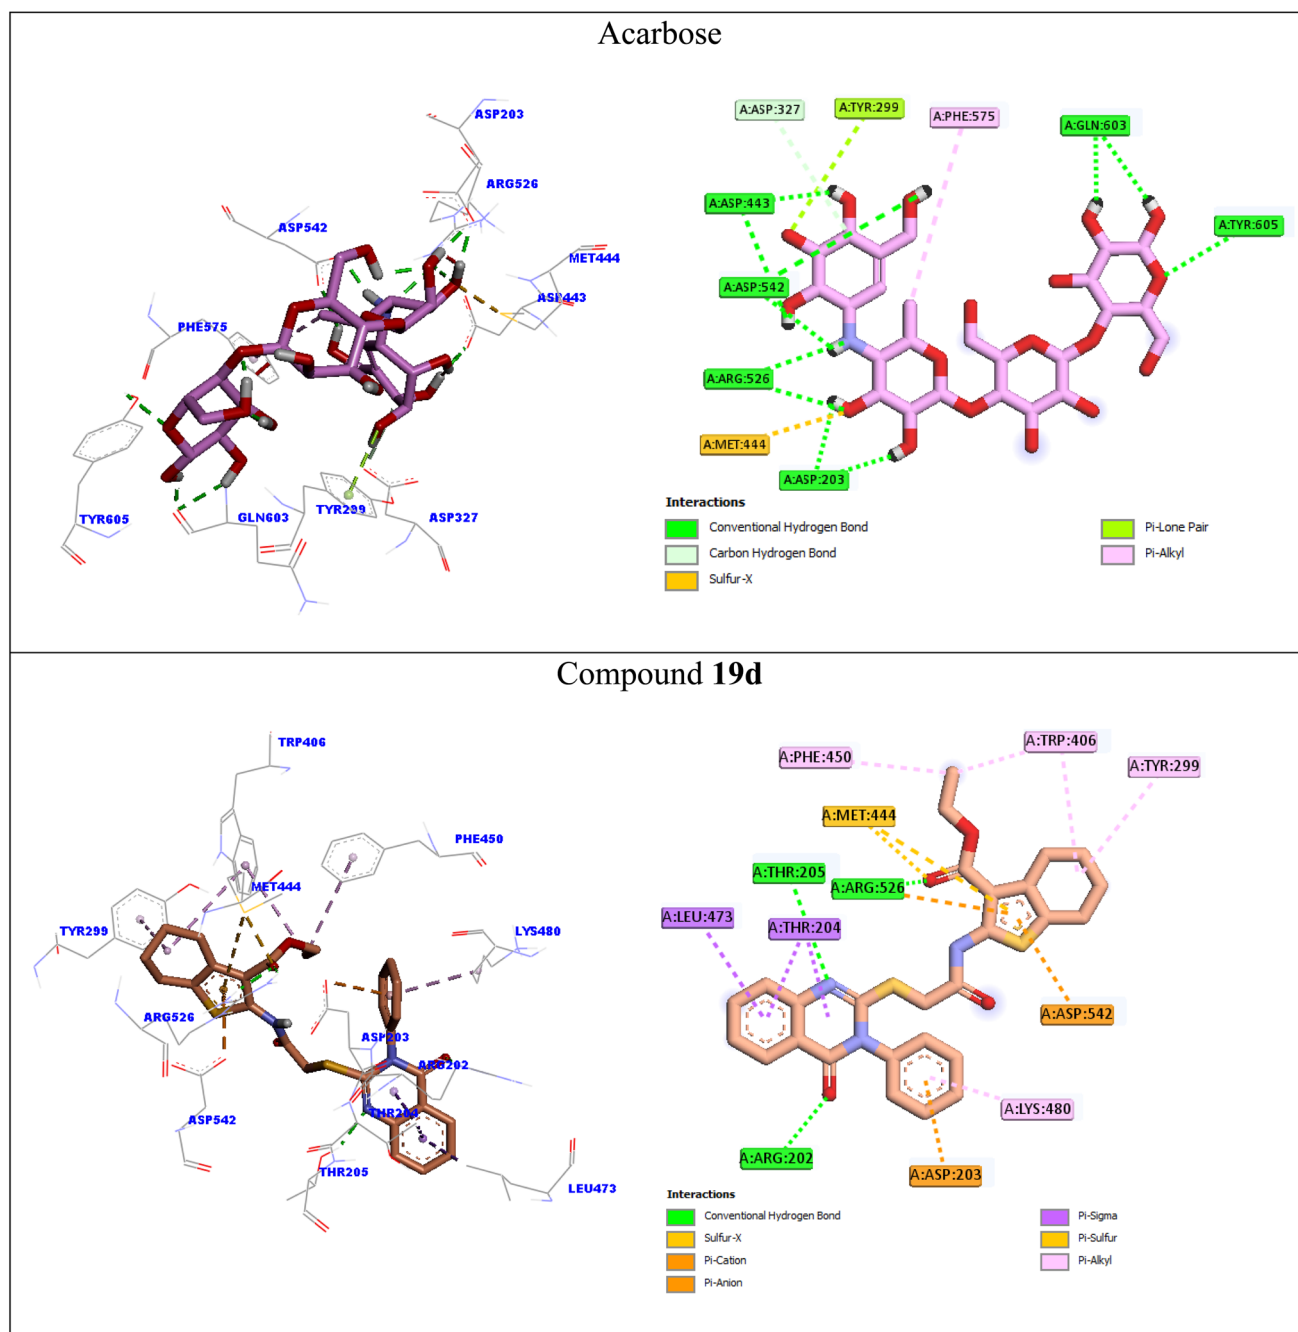 Acarbose
ASP203
ARG526
ASP542
MET444
ASP443
PHE575
TYR605
GLN603
TYR299
ASP327
A:ASP:327
A:TYR:299
A:PHE:575
A:GLN:603
A:ASP:443
A:TYR:605
A:ASP:542
A:ARG:526
A:MET:444
A:ASP:203
Interactions
Conventional Hydrogen Bond
Carbon Hydrogen Bond
Sulfur-X
Pi-Lone Pair
Pi-Alkyl
Compound 19d
TRP406
PHE450
MET444
TYR299
LYS480
ARG526
ASP203
ARG202
ASP542
THR204
THR205
LEU473
A:PHE:450
A:TRP:406
A:TYR:299
A:MET:444
A:THR:205
A:ARG:526
A:LEU:473
A:THR:204
A:ASP:542
A:LYS:480
A:ARG:202
A:ASP:203
Interactions
Conventional Hydrogen Bond
Sulfur-X
Pi-Cation
Pi-Anion
Pi-Sigma
Pi-Sulfur
Pi-Alkyl